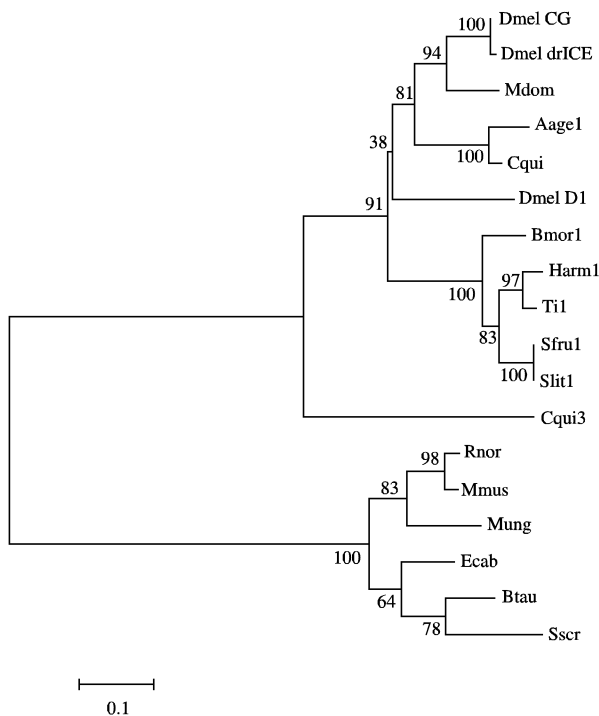 100
Dmel CG
94
Dmel drICE
81
Mdom
Aage1
38
100
Cqui
91
Dmel D1
Bmor1
97
Harm1
100
Ti1
83
Sfru1
100
Slit1
Cqui3
98
Rnor
83
Mmus
Mung
100
Ecab
64
Btau
78
Sscr
0.1